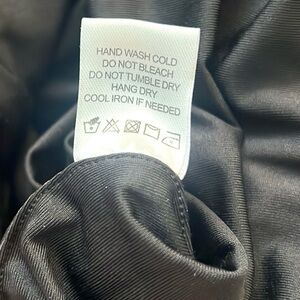 HAND WASH COLD
DO NOT BLEACH
DO NOT TUMBLE DRY
HANG DRY
COOL IRON IF NEEDED